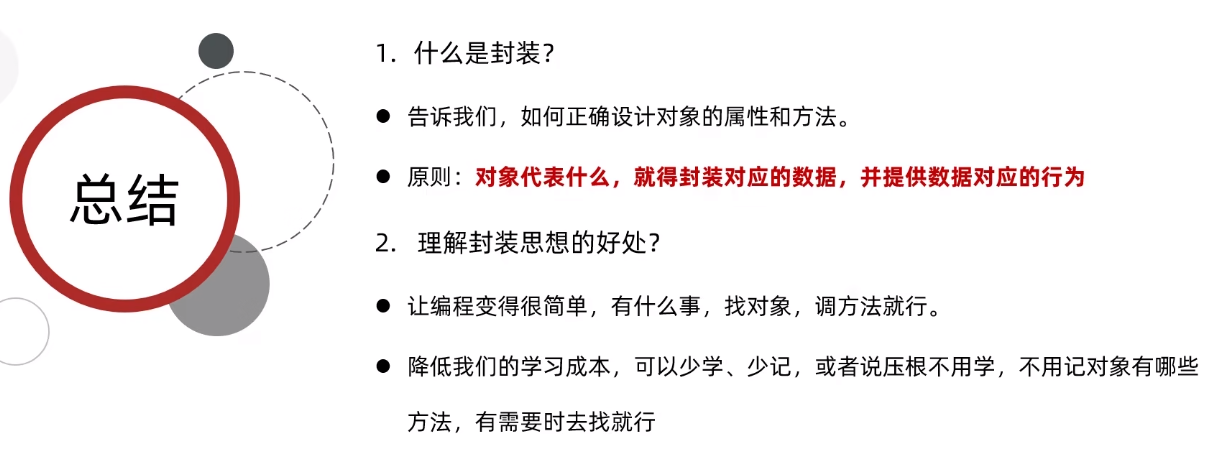 总结
1. 什么是封装？
● 告诉我们，如何正确设计对象的属性和方法。
● 原则：对象代表什么，就得封装对应的数据，并提供数据对应的行为
2. 理解封装思想的好处？
● 让编程变得很简单，有什么事，找对象，调方法就行。
● 降低我们的学习成本，可以少学、少记，或者说压根不用学，不用记对象有哪些
方法，有需要时去找就行